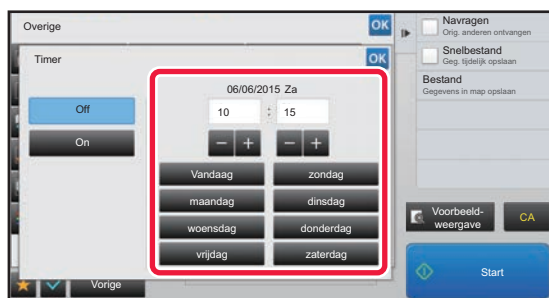 Overige
OK
Timer
OK
Off
On
06/06/2015 Za
10 : 15
Vandaag
zondag
maandag
dinsdag
woensdag
donderdag
vrijdag
zaterdag
Vorige
Navragen
Orig. anderen ontvangen
Snelbestand
Geg. tijdelijk opslaan
Bestand
Gegevens in map opslaan
Voorbeeld-
weergave
CA
Start